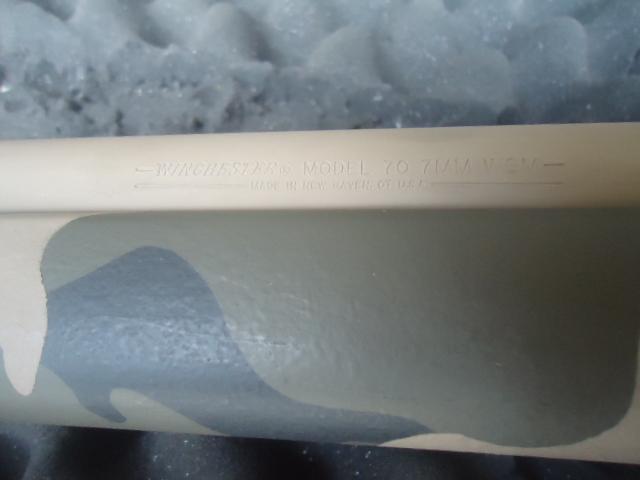 WINCHESTER® MODEL 70 7MM WSM
MADE IN NEW HAVEN, CT U.S.A.